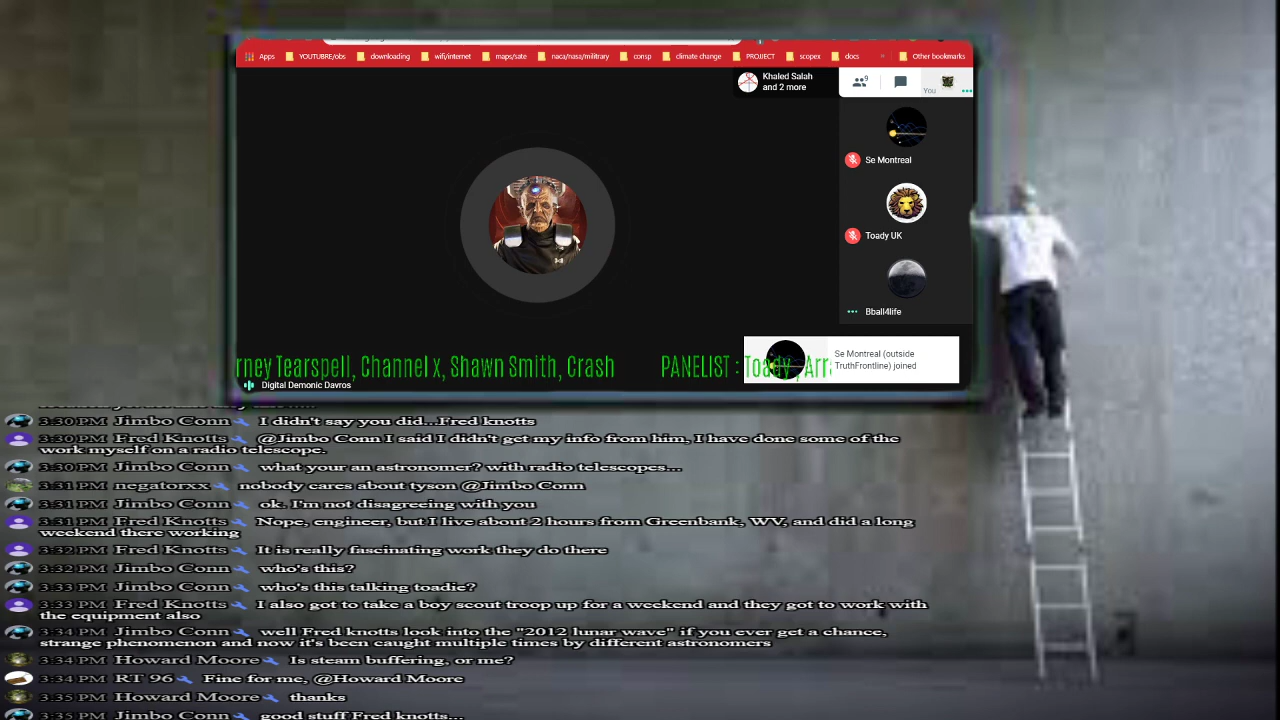 Apps YOUTUBRE/obs downloading wifi/internet maps/sate naca/nasa/militrary consp climate change PROJJECT scopex docs Other bookmarks
Khaled Salah
and 2 more
9
You
Se Montreal
Toady UK
Bball4life
Se Montreal (outside
TruthFrontline) joined
rney Tearspell, Channel x, Shawn Smith, Crash PANELIST : Toady , Arr
Digital Demonic Davros
3:30 PM Jimbo Conn I didn't say you did...Fred knotts
3:30 PM Fred Knotts @Jimbo Conn I said I didn't get my info from him, I have done some of the
work myself on a radio telescope.
3:30 PM Jimbo Conn what your an astronomer? with radio telescopes...
3:31 PM negatorxx nobody cares about tyson @Jimbo Conn
3:31 PM Jimbo Conn ok. I'm not disagreeing with you
3:31 PM Fred Knotts Nope, engineer, but I live about 2 hours from Greenbank, WV, and did a long
weekend there working
3:32 PM Fred Knotts It is really fascinating work they do there
3:32 PM Jimbo Conn who's this?
3:33 PM Jimbo Conn who's this talking toadie?
3:33 PM Fred Knotts I also got to take a boy scout troop up for a weekend and they got to work with
the equipment also
3:34 PM Jimbo Conn well Fred knotts look into the "2012 lunar wave" if you ever get a chance,
strange phenomenon and now it's been caught multiple times by different astronomers
3:34 PM Howard Moore Is steam buffering, or me?
3:34 PM RT 96 Fine for me, @Howard Moore
3:35 PM Howard Moore thanks
3:35 PM Jimbo Conn good stuff Fred knotts...